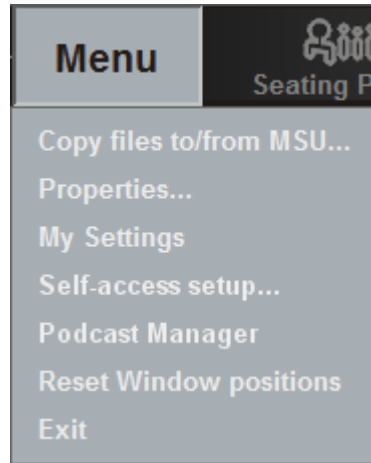 Menu
Seating P
Copy files to/from MSU...
Properties...
My Settings
Self-access setup...
Podcast Manager
Reset Window positions
Exit